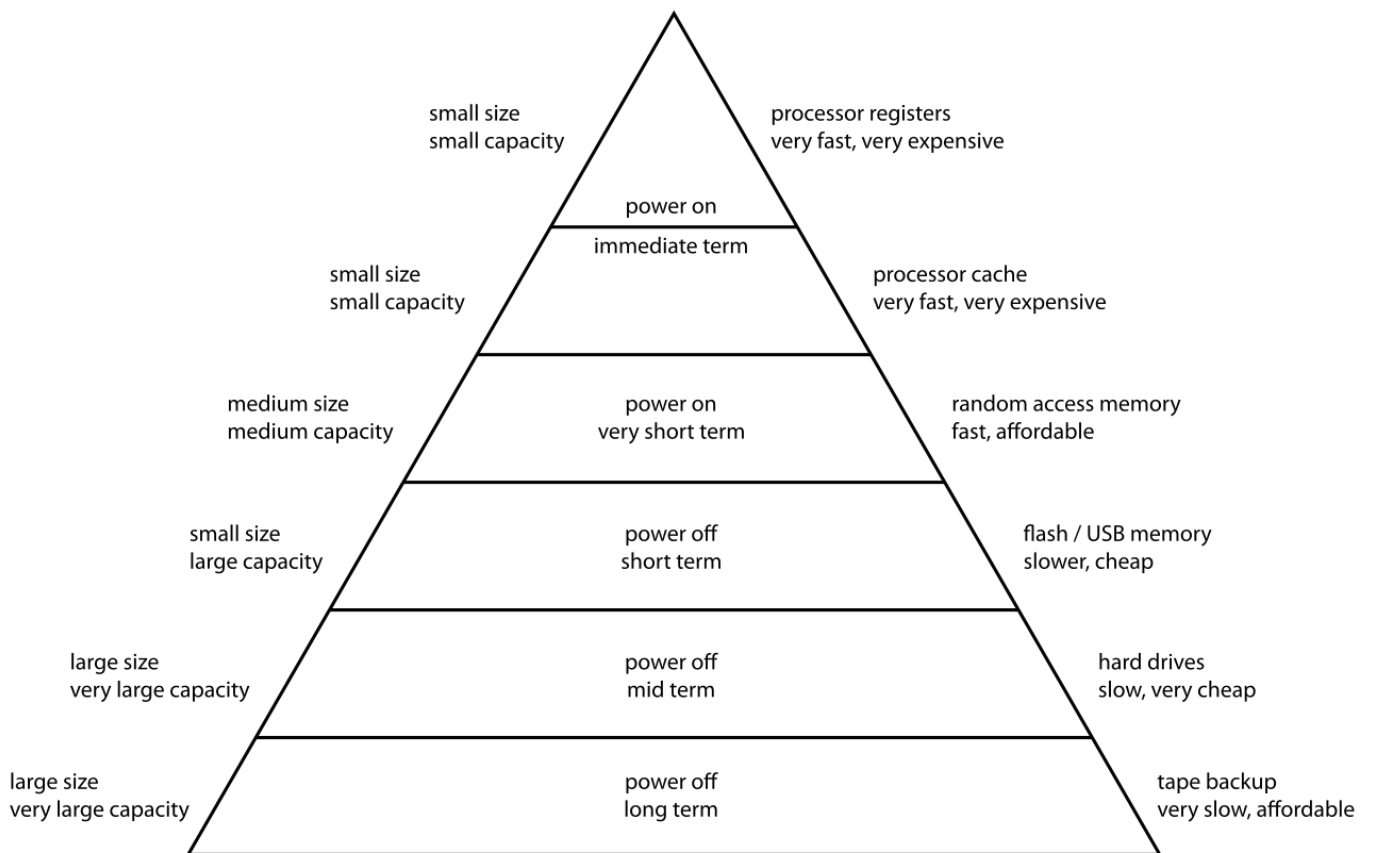 small size
small capacity
processor registers
very fast, very expensive
power on
immediate term
small size
small capacity
processor cache
very fast, very expensive
medium size
medium capacity
power on
very short term
random access memory
fast, affordable
small size
large capacity
power off
short term
flash / USB memory
slower, cheap
large size
very large capacity
power off
mid term
hard drives
slow, very cheap
large size
very large capacity
power off
long term
tape backup
very slow, affordable